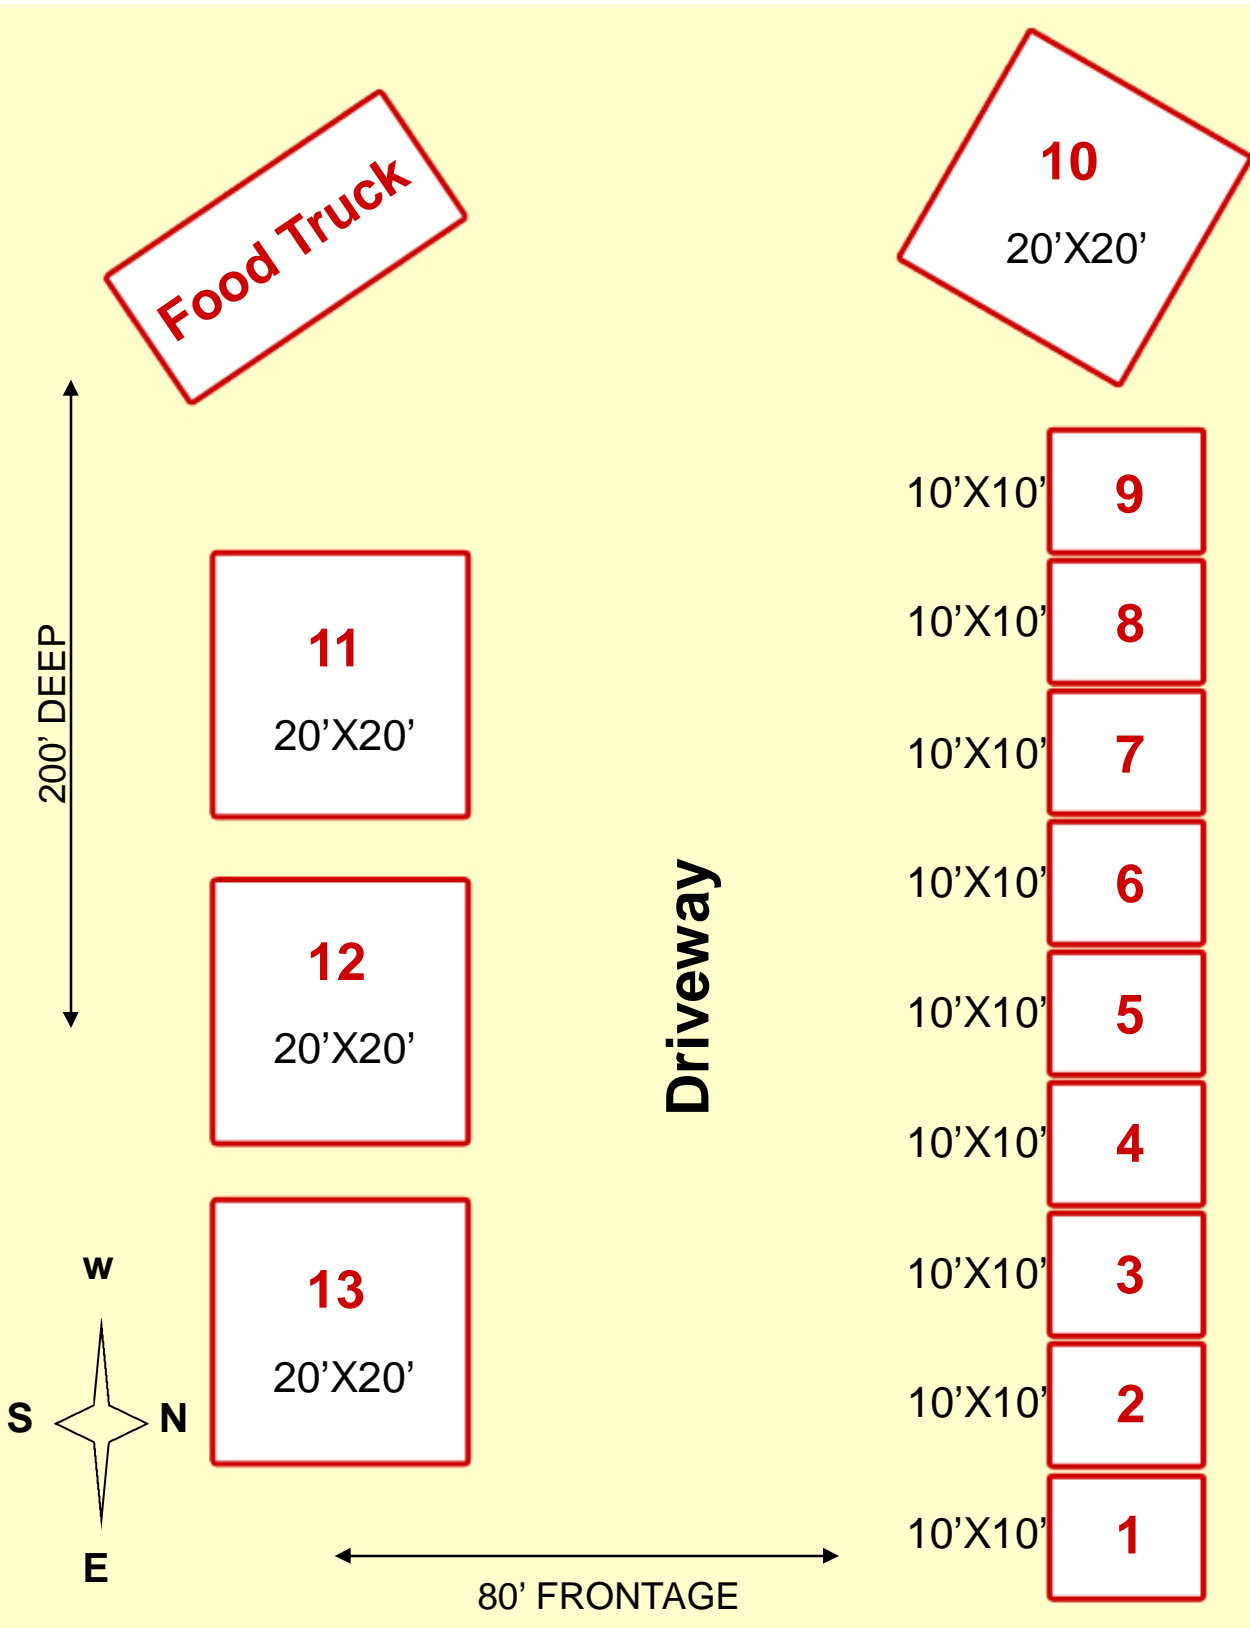 Food Truck
10
20’X20’
10’X10’ 9
10’X10’ 8
10’X10’ 7
10’X10’ 6
10’X10’ 5
10’X10’ 4
10’X10’ 3
10’X10’ 2
10’X10’ 1
11
20’X20’
12
20’X20’
13
20’X20’
200’ DEEP
Driveway
w
S N
E
80’ FRONTAGE